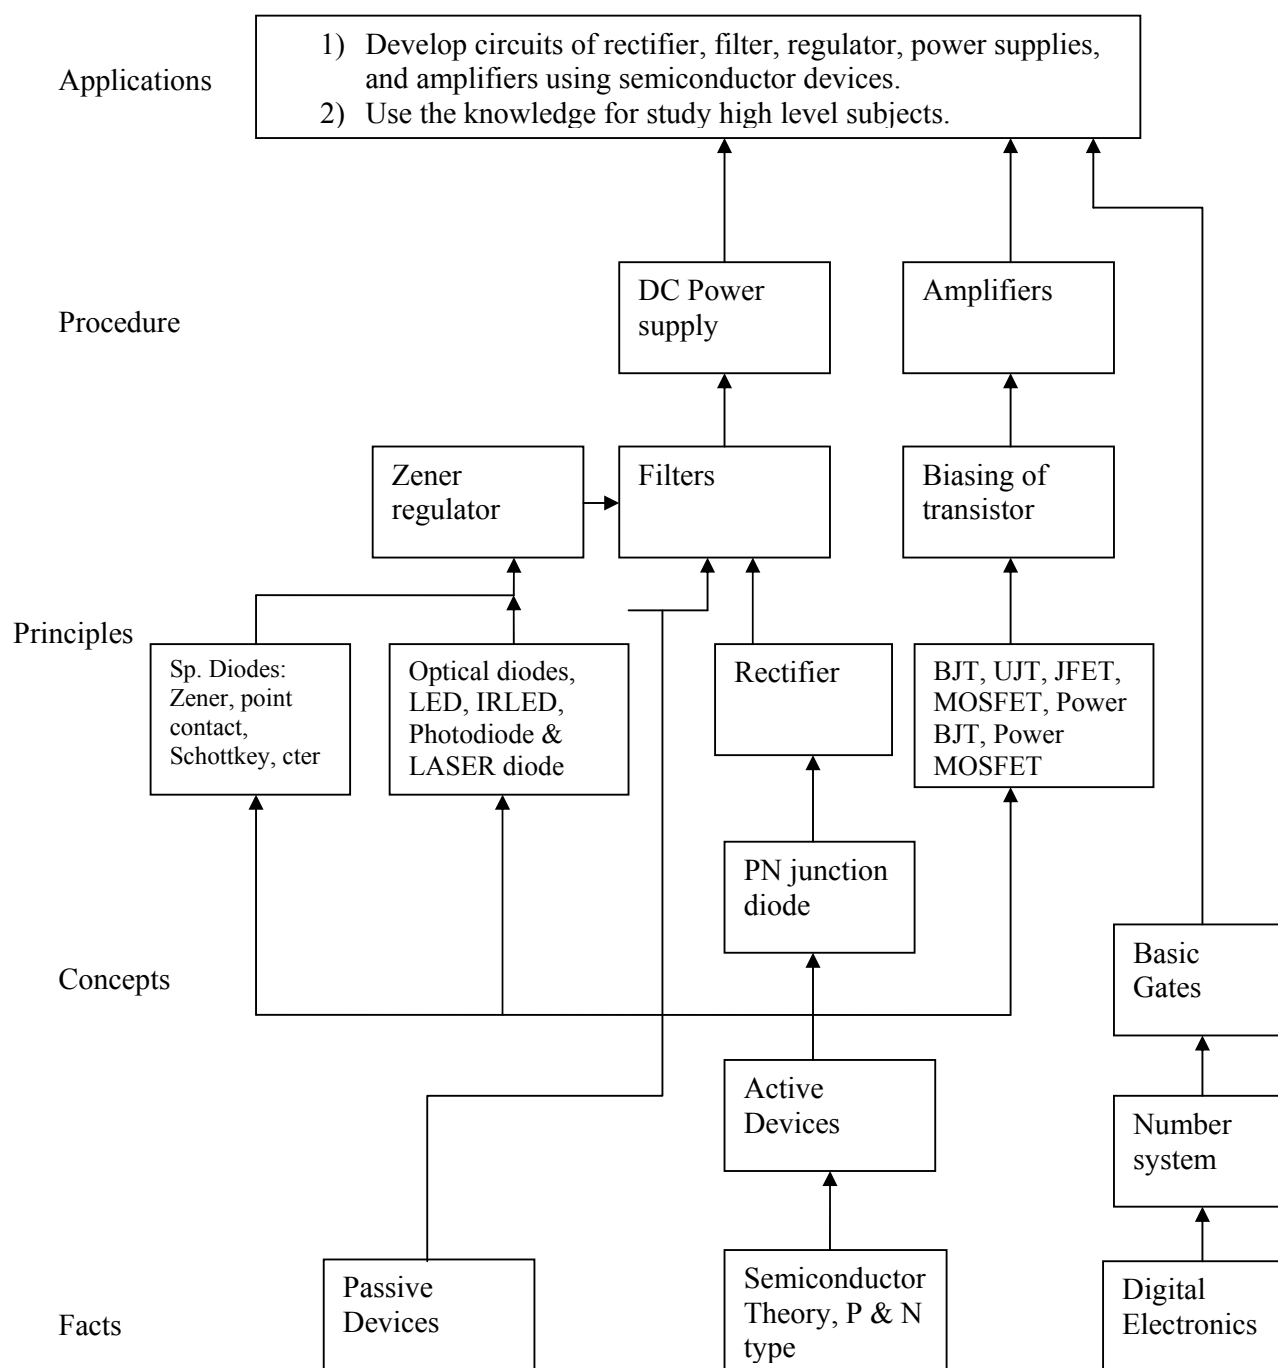 1) Develop circuits of rectifier, filter, regulator, power supplies,
and amplifiers using semiconductor devices.
2) Use the knowledge for study high level subjects.
Applications
DC Power
supply
Amplifiers
Procedure
Zener
regulator
Filters
Biasing of
transistor
Principles
Sp. Diodes:
Zener, point
contact,
Schottkey, cter
Optical diodes,
LED, IRLED,
Photodiode &
LASER diode
Rectifier
BJT, UJT, JFET,
MOSFET, Power
BJT, Power
MOSFET
PN junction
diode
Concepts
Basic
Gates
Active
Devices
Number
system
Passive
Devices
Semiconductor
Theory, P & N
type
Digital
Electronics
Facts